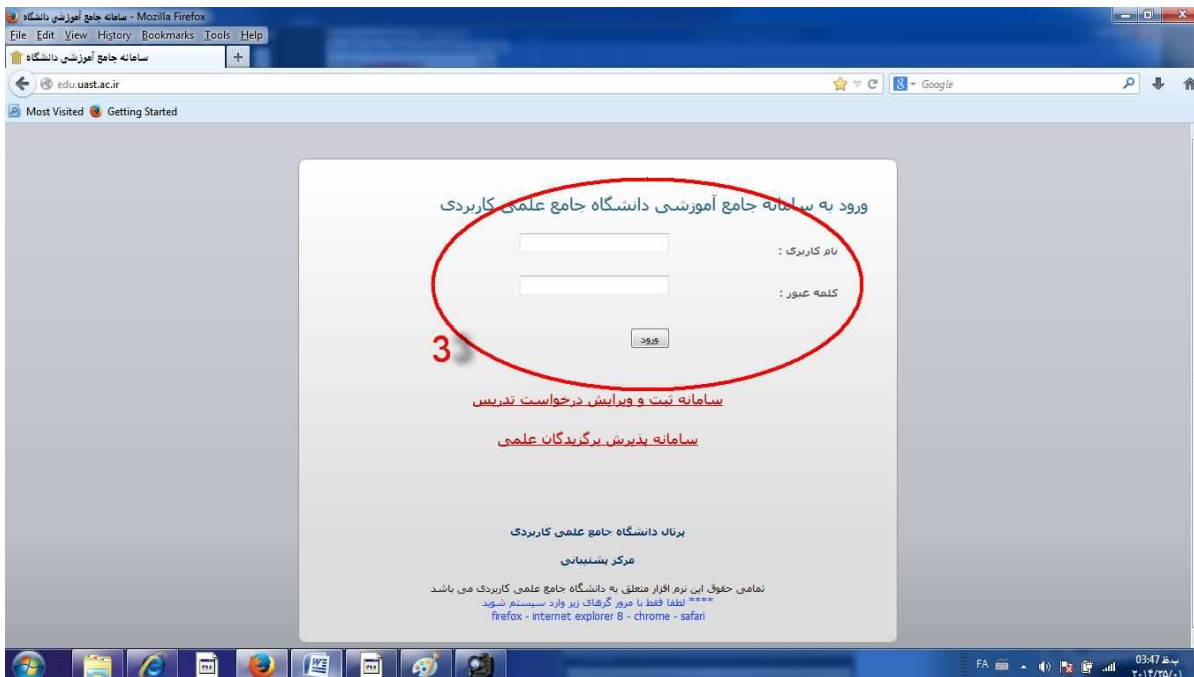 سامانه جامع آموزشی دانشگاه - Mozilla Firefox
File Edit View History Bookmarks Tools Help
سامانه جامع آموزشی دانشگاه
edu.uast.ac.ir
Google
Most Visited Getting Started
ورود به سامانه جامع آموزشی دانشگاه جامع علمی کاربردی
نام کاربری :
کلمه عبور :
ورود
3
سامانه ثبت و ویرایش درخواست تدریس
سامانه پذیرش برگزیدگان علمی
پرتال دانشگاه جامع علمی کاربردی
مرکز پشتیبانی
تمامی حقوق این نرم افزار متعلق به دانشگاه جامع علمی کاربردی می باشد
**** لطفا فقط با مرور گرهای زیر وارد سیستم شوید
firefox - internet explorer 8 - chrome - safari
FA
03:47 ب.ظ